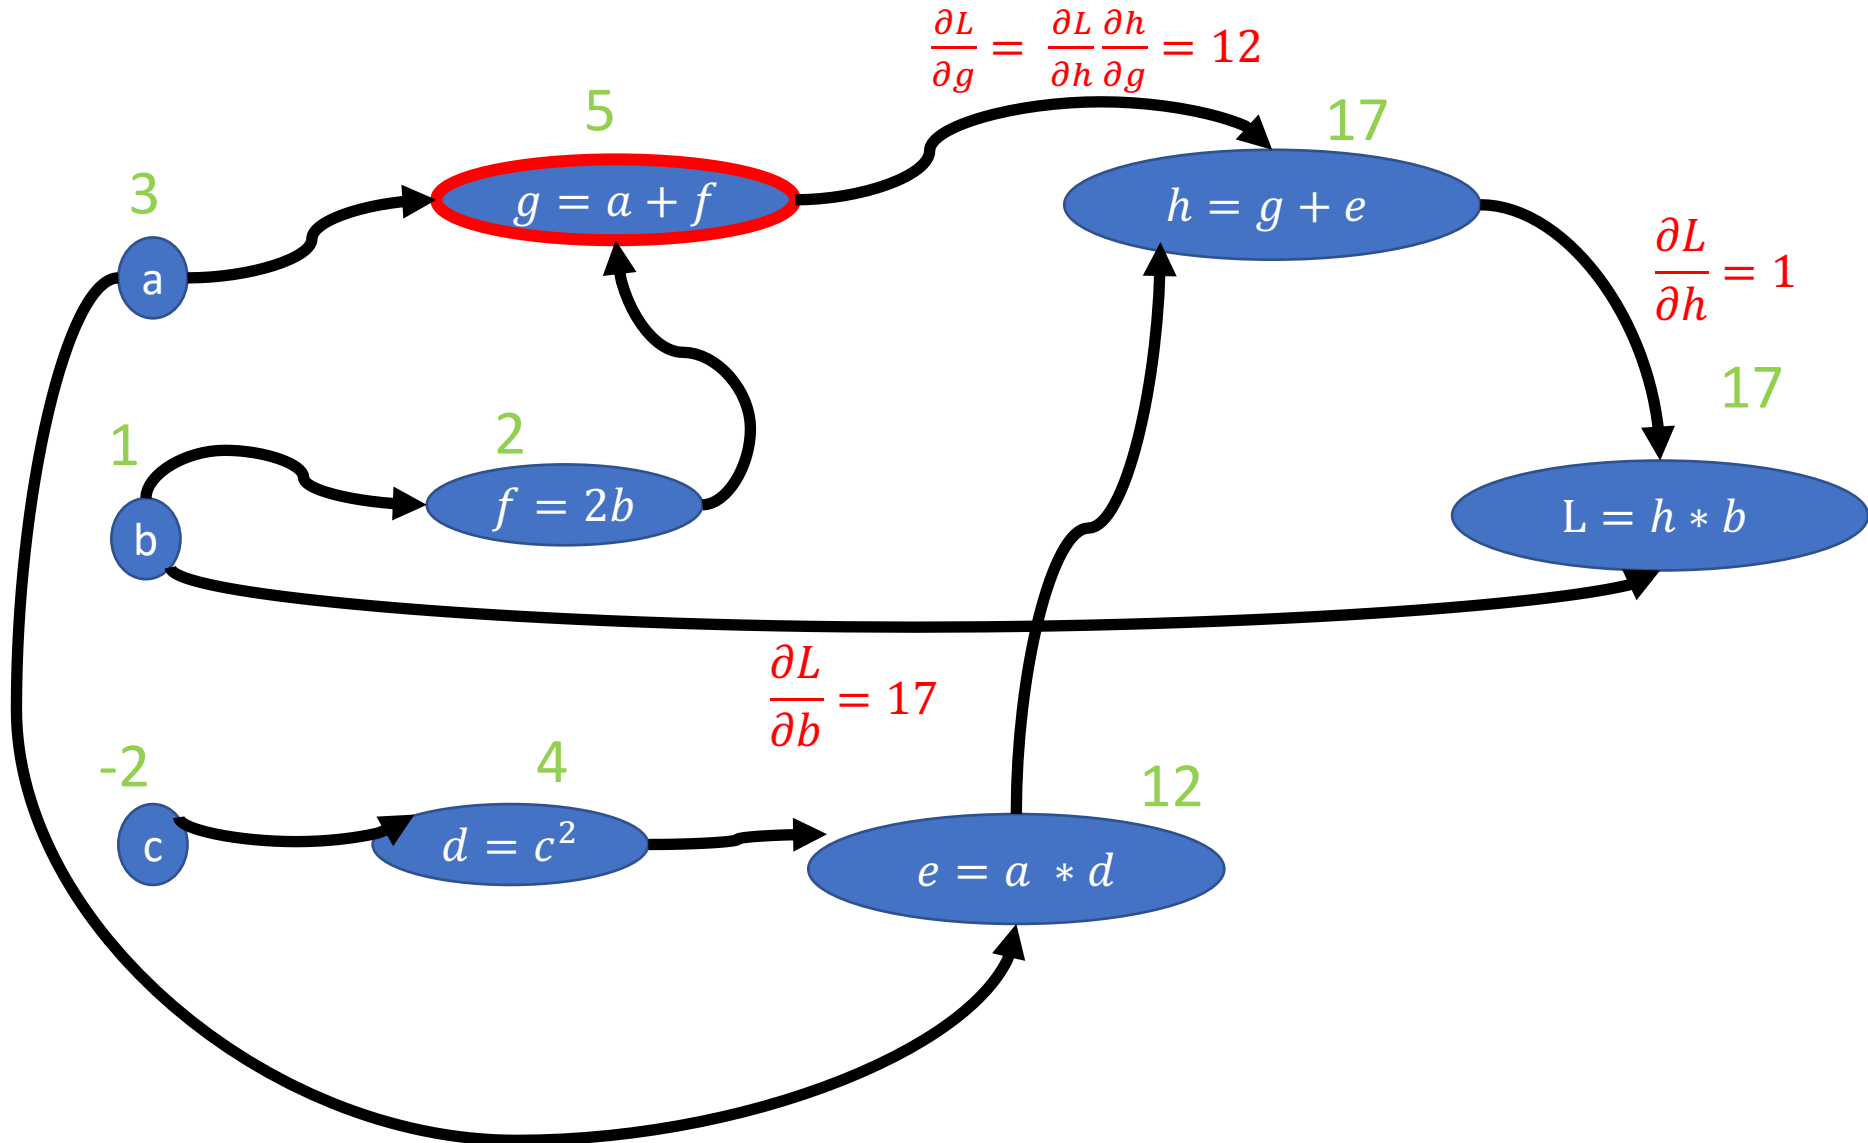 ∂L/∂g = ∂L/∂h ∂h/∂g = 12
5
17
3
g = a + f
h = g + e
a
∂L/∂h = 1
17
1
2
f = 2b
L = h ∗ b
b
∂L/∂b = 17
-2
4
12
c
d = c²
e = a ∗ d